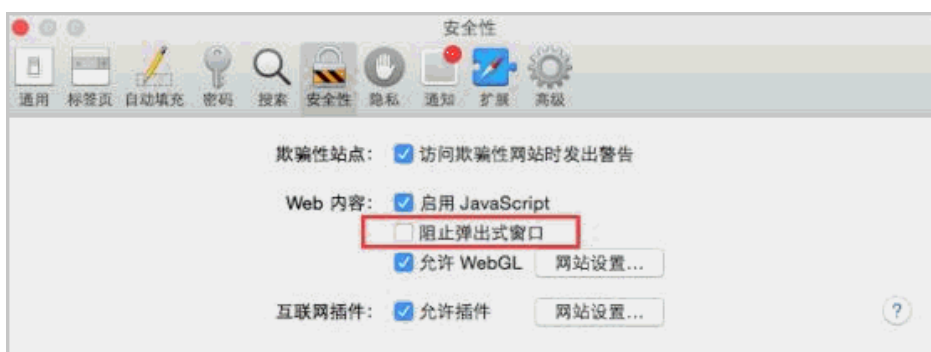 安全性
通用 标签页 自动填充 密码 搜索 安全性 隐私 通知 扩展 高级
欺骗性站点： 访问欺骗性网站时发出警告
Web 内容： 启用 JavaScript
阻止弹出式窗口
允许 WebGL 网站设置...
互联网插件： 允许插件 网站设置... ?